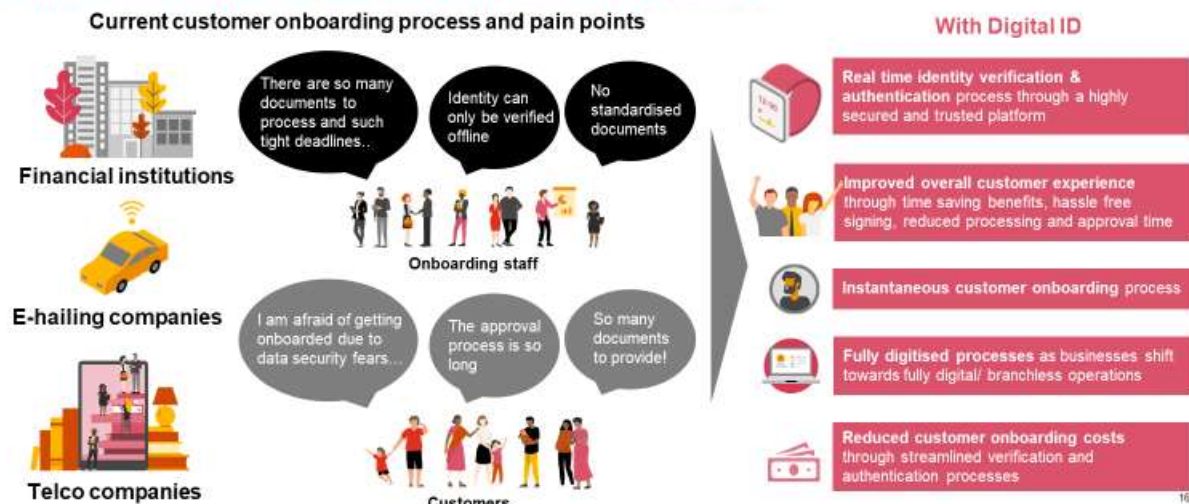 Current customer onboarding process and pain points
Financial institutions
E-hailing companies
Telco companies
There are so many
documents to
process and such
tight deadlines..
Identity can
only be verified
offline
No
standardised
documents
Onboarding staff
I am afraid of getting
onboarded due to
data security fears...
The approval
process is so
long
So many
documents
to provide!
Customers
With Digital ID
Real time identity verification &
authentication process through a highly
secured and trusted platform
Improved overall customer experience
through time saving benefits, hassle free
signing, reduced processing and approval time
Instantaneous customer onboarding process
Fully digitised processes as businesses shift
towards fully digital/ branchless operations
Reduced customer onboarding costs
through streamlined verification and
authentication processes